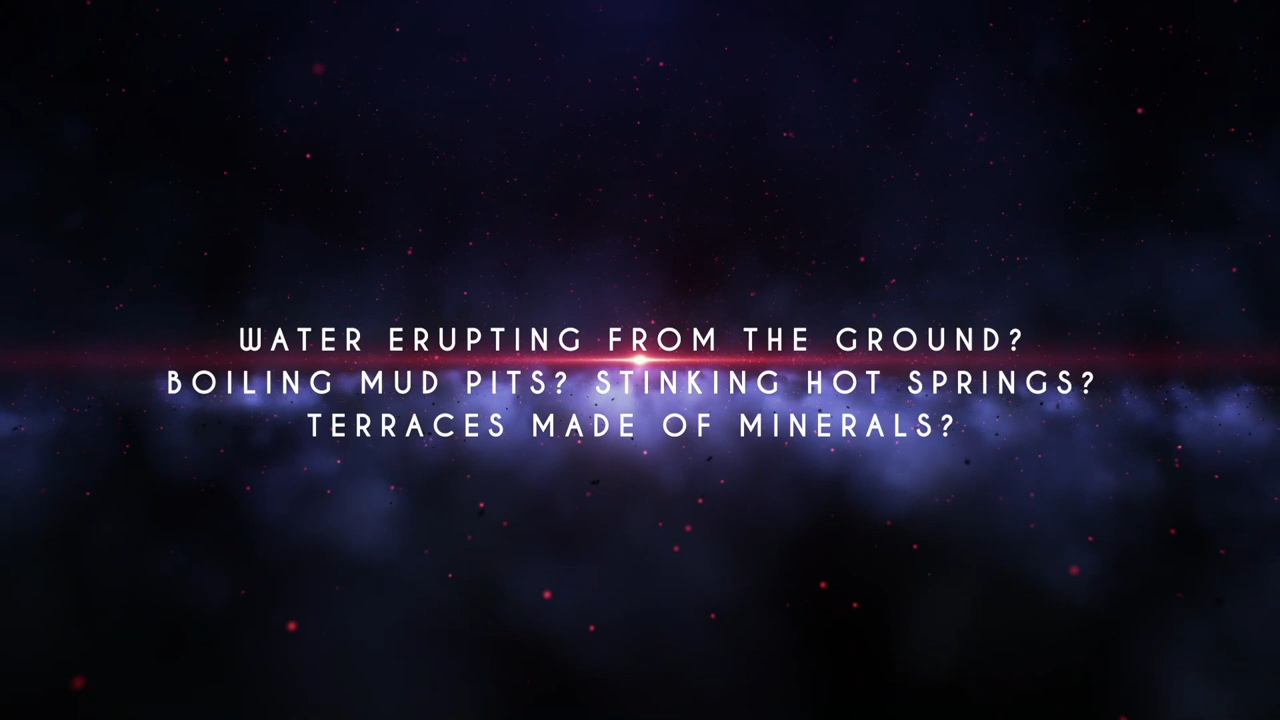 WATER ERUPTING FROM THE GROUND?
BOILING MUD PITS? STINKING HOT SPRINGS?
TERRACES MADE OF MINERALS?